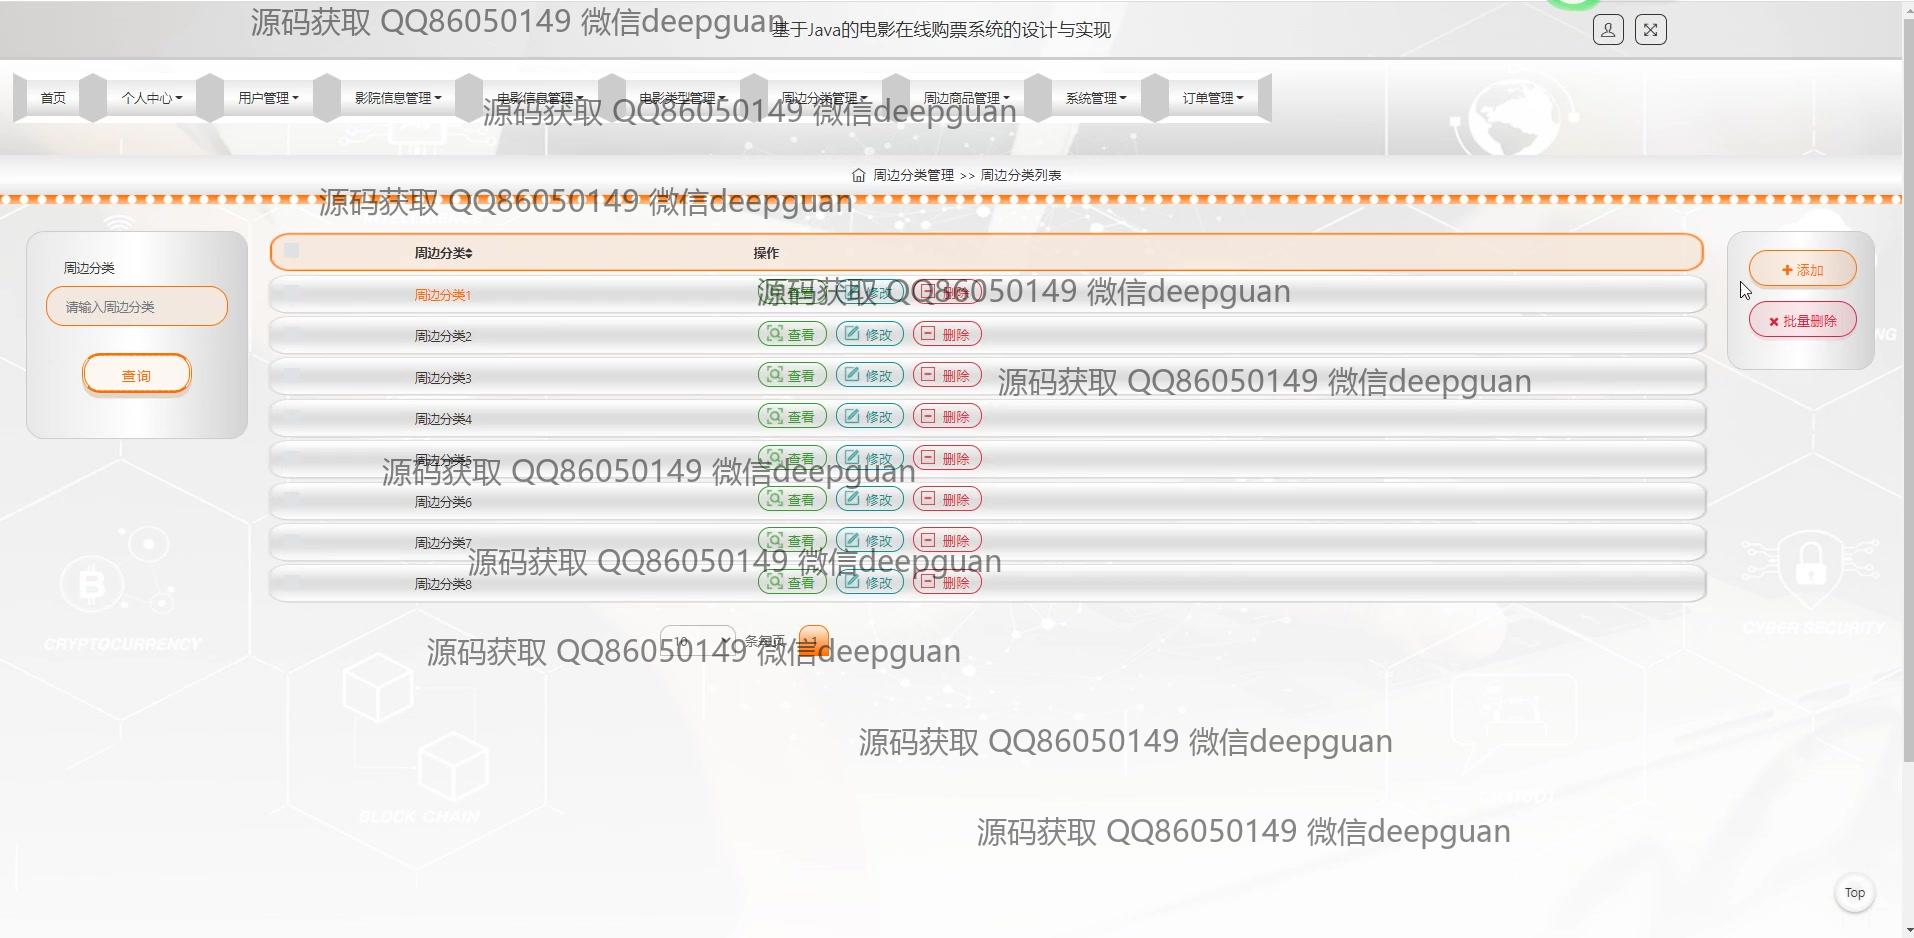 源码获取 QQ86050149 微信deepguan
基于Java的电影在线购票系统的设计与实现
首页 个人中心 用户管理 影院信息管理 电影信息管理 电影类型管理 周边分类管理 周边商品管理 系统管理 订单管理
源码获取 QQ86050149 微信deepguan
周边分类管理 >> 周边分类列表
源码获取 QQ86050149 微信deepguan
周边分类
请输入周边分类
查询
周边分类 操作
周边分类1 查看 修改 删除
源码获取 QQ86050149 微信deepguan
周边分类2 查看 修改 删除
周边分类3 查看 修改 删除
源码获取 QQ86050149 微信deepguan
周边分类4 查看 修改 删除
周边分类5 查看 修改 删除
源码获取 QQ86050149 微信deepguan
周边分类6 查看 修改 删除
周边分类7 查看 修改 删除
源码获取 QQ86050149 微信deepguan
周边分类8 查看 修改 删除
添加
批量删除
10 条每页 1
源码获取 QQ86050149 微信deepguan
CRYPTOCURRENCY
CYBER SECURITY
源码获取 QQ86050149 微信deepguan
BLOCK CHAIN
源码获取 QQ86050149 微信deepguan
Top